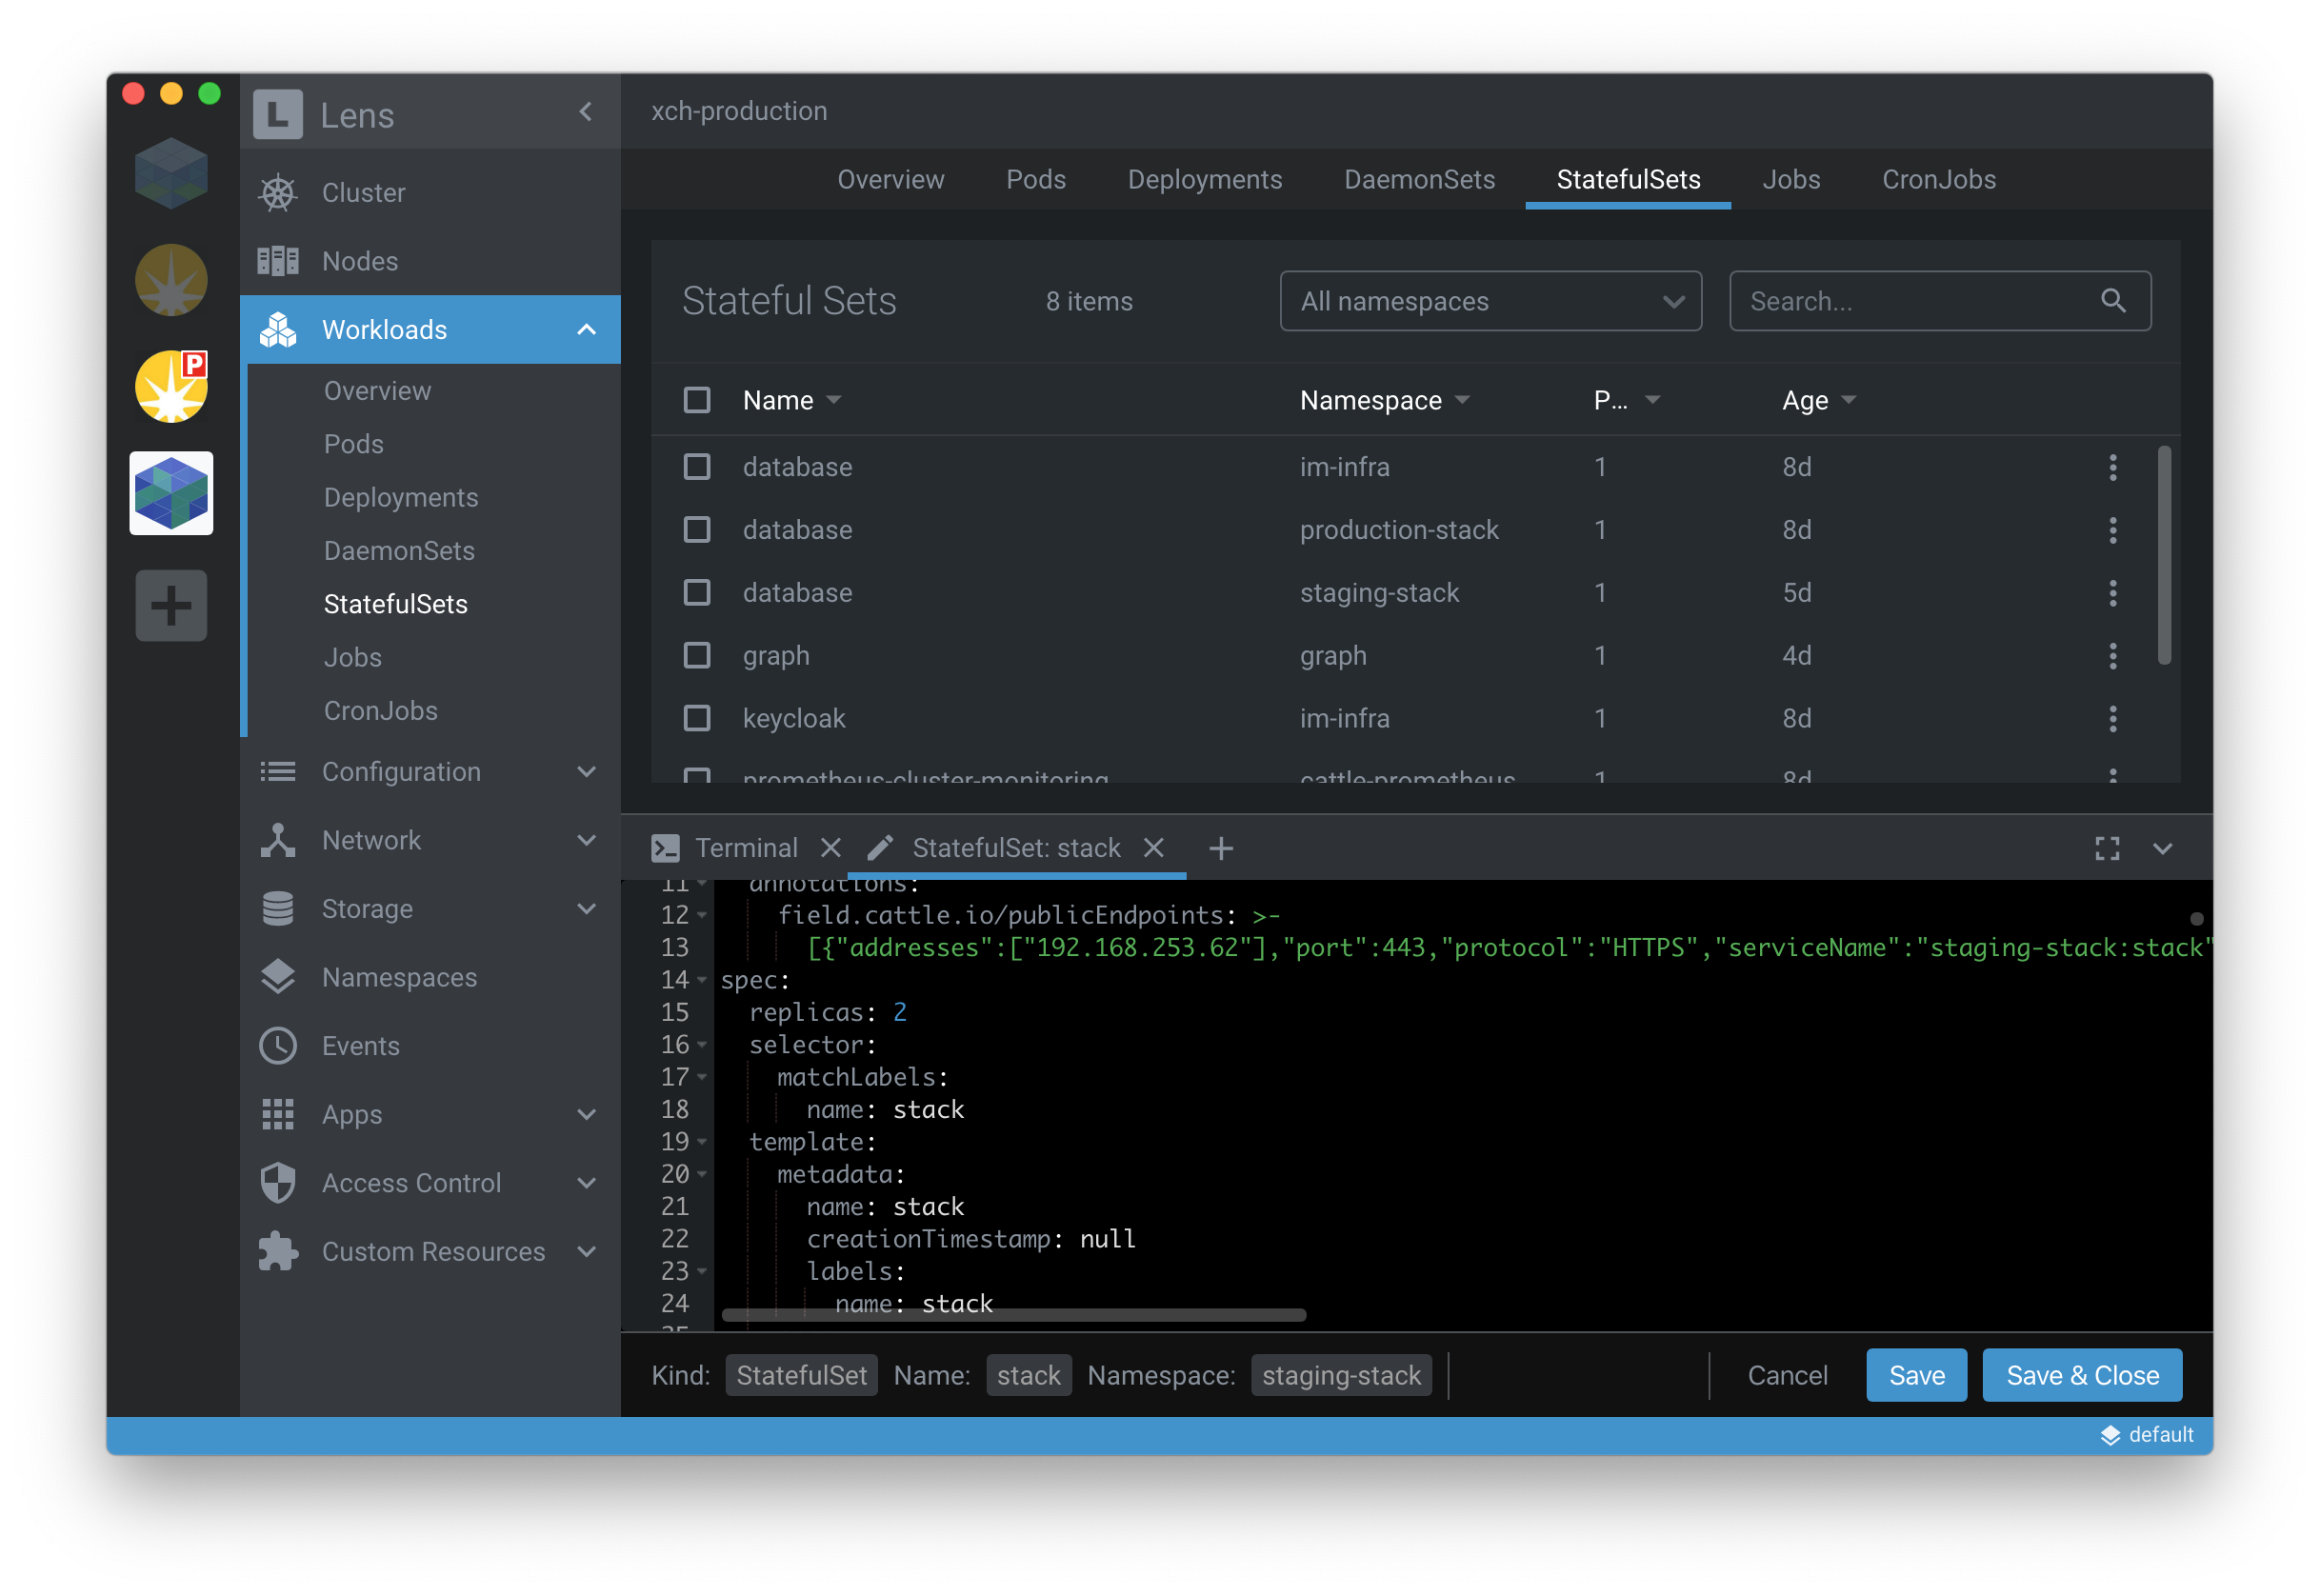 L Lens
xch-production
Cluster
Nodes
Workloads
Overview
Pods
Deployments
DaemonSets
StatefulSets
Jobs
CronJobs
Configuration
Network
Storage
Namespaces
Events
Apps
Access Control
Custom Resources
P
Overview Pods Deployments DaemonSets StatefulSets Jobs CronJobs
Stateful Sets 8 items All namespaces Search...
Name Namespace P... Age
database im-infra 1 8d
database production-stack 1 8d
database staging-stack 1 5d
graph graph 1 4d
keycloak im-infra 1 8d
prometheus-cluster-monitoring cattle-prometheus 1 8d
Terminal StatefulSet: stack
11 annotations:
12 field.cattle.io/publicEndpoints: >-
13 [{"addresses":["192.168.253.62"],"port":443,"protocol":"HTTPS","serviceName":"staging-stack:stack"
14 spec:
15 replicas: 2
16 selector:
17 matchLabels:
18 name: stack
19 template:
20 metadata:
21 name: stack
22 creationTimestamp: null
23 labels:
24 name: stack
Kind: StatefulSet Name: stack Namespace: staging-stack Cancel Save Save & Close
default